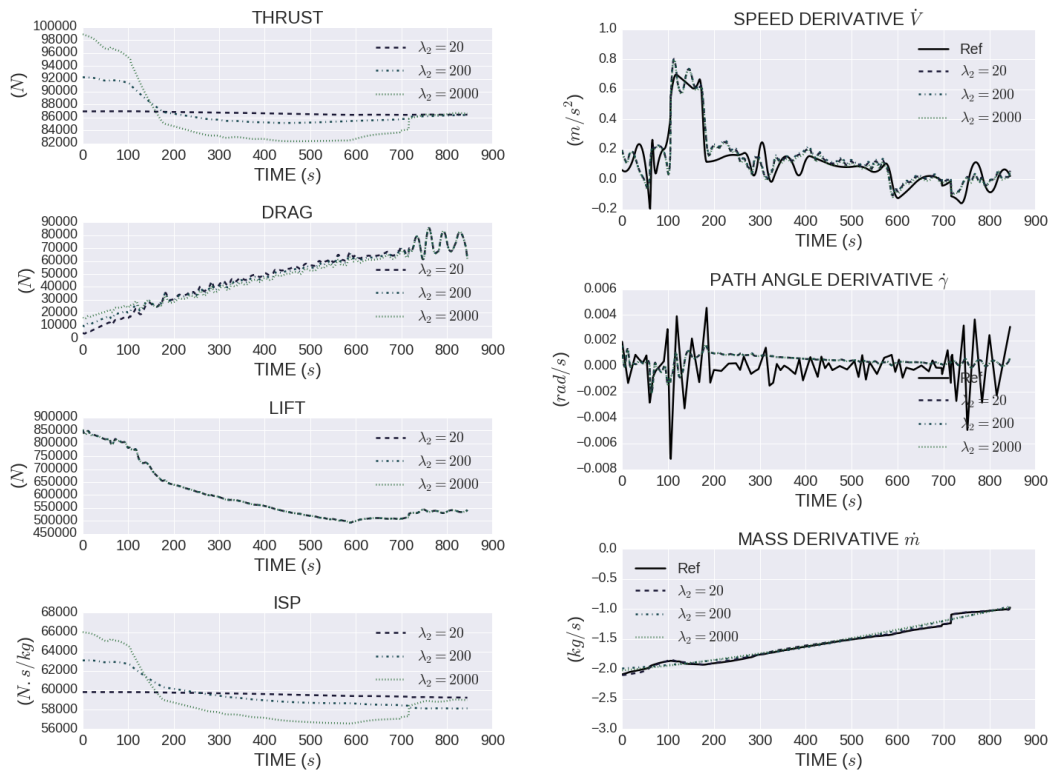 THRUST
100000
98000
96000
94000
92000
90000
88000
86000
84000
82000
(N)
λ₂ = 20
λ₂ = 200
λ₂ = 2000
0 100 200 300 400 500 600 700 800 900
TIME (s)
DRAG
90000
80000
70000
60000
50000
40000
30000
20000
10000
0
(N)
λ₂ = 20
λ₂ = 200
λ₂ = 2000
0 100 200 300 400 500 600 700 800 900
TIME (s)
LIFT
900000
850000
800000
750000
700000
650000
600000
550000
500000
450000
(N)
λ₂ = 20
λ₂ = 200
λ₂ = 2000
0 100 200 300 400 500 600 700 800 900
TIME (s)
ISP
68000
66000
64000
62000
60000
58000
56000
(N.s/kg)
λ₂ = 20
λ₂ = 200
λ₂ = 2000
0 100 200 300 400 500 600 700 800 900
TIME (s)
SPEED DERIVATIVE V̇
1.0
0.8
0.6
0.4
0.2
0.0
−0.2
(m/s²)
Ref
λ₂ = 20
λ₂ = 200
λ₂ = 2000
0 100 200 300 400 500 600 700 800 900
TIME (s)
PATH ANGLE DERIVATIVE γ̇
0.006
0.004
0.002
0.000
−0.002
−0.004
−0.006
−0.008
(rad/s)
Ref
λ₂ = 20
λ₂ = 200
λ₂ = 2000
0 100 200 300 400 500 600 700 800 900
TIME (s)
MASS DERIVATIVE ṁ
0.0
−0.5
−1.0
−1.5
−2.0
−2.5
−3.0
(kg/s)
Ref
λ₂ = 20
λ₂ = 200
λ₂ = 2000
0 100 200 300 400 500 600 700 800 900
TIME (s)